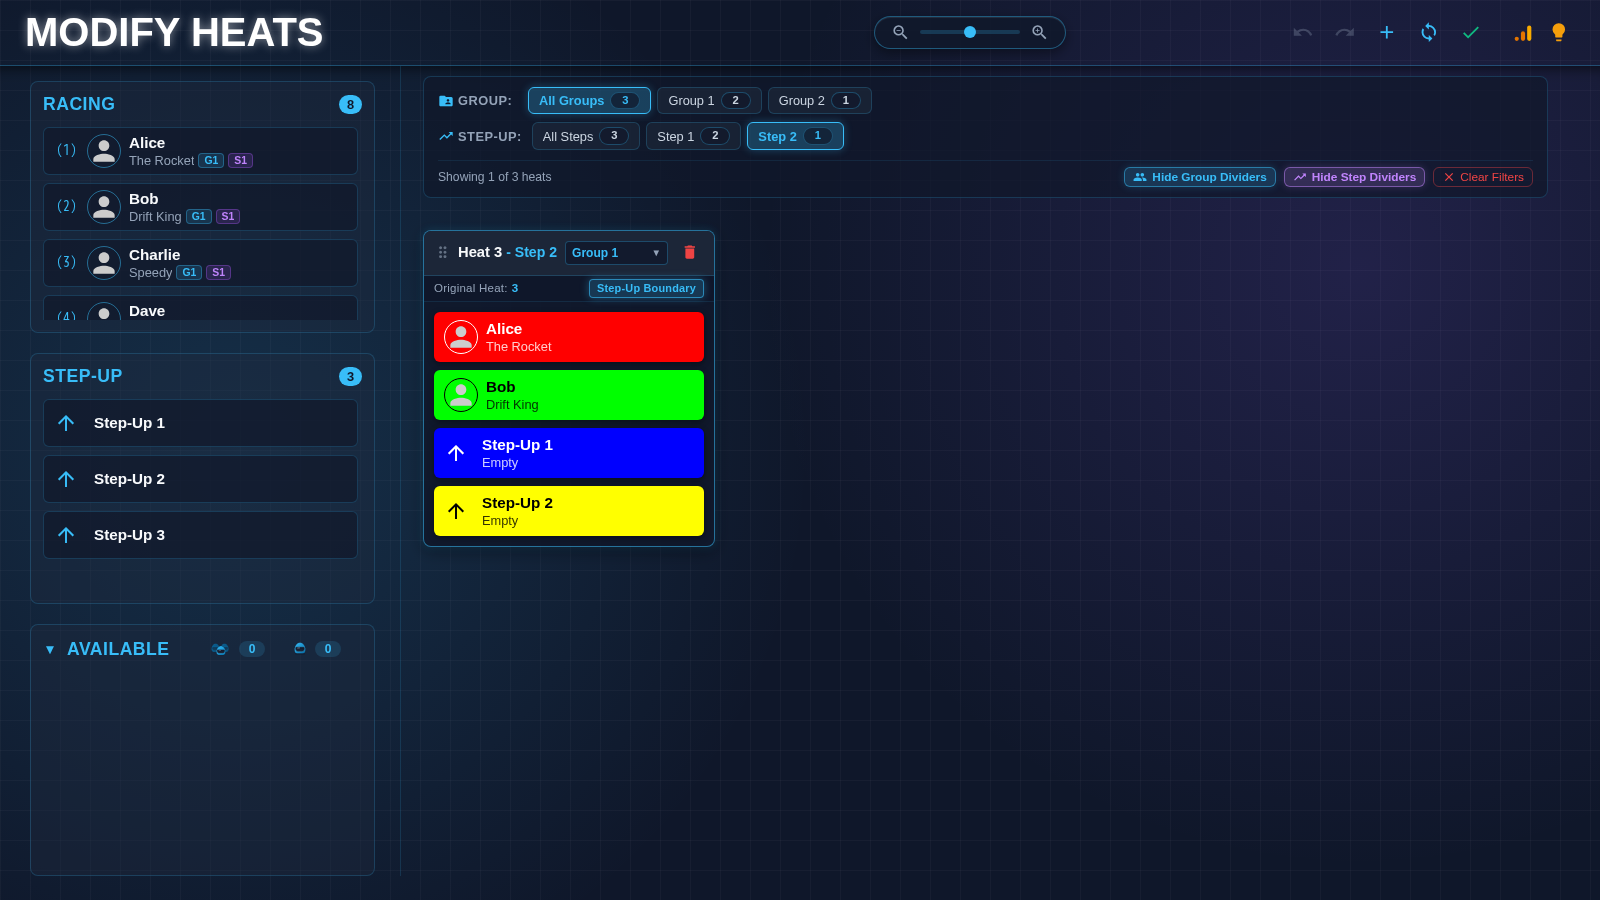 MODIFY HEATS
RACING 8
(1) Alice
The Rocket G1 S1
(2) Bob
Drift King G1 S1
(3) Charlie
Speedy G1 S1
(4) Dave
STEP-UP 3
Step-Up 1
Step-Up 2
Step-Up 3
▼ AVAILABLE 0 0
GROUP: All Groups 3 Group 1 2 Group 2 1
STEP-UP: All Steps 3 Step 1 2 Step 2 1
Showing 1 of 3 heats Hide Group Dividers Hide Step Dividers Clear Filters
Heat 3 - Step 2 Group 1 ▼
Original Heat: 3 Step-Up Boundary
Alice
The Rocket
Bob
Drift King
Step-Up 1
Empty
Step-Up 2
Empty